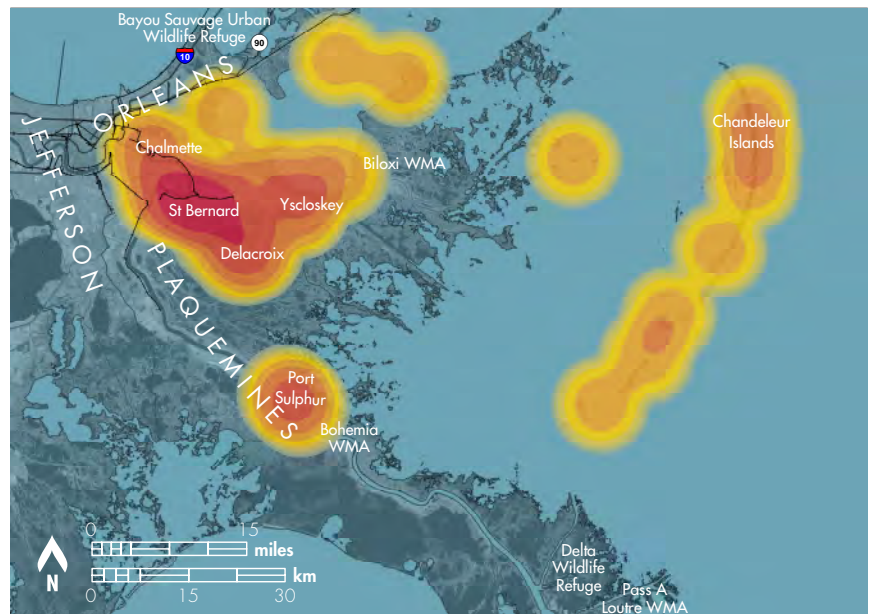 Bayou Sauvage Urban
Wildlife Refuge
90
10
ORLEANS
JEFFERSON
Chalmette
Chandeleur
Islands
Biloxi WMA
St Bernard
Yscloskey
Delacroix
PLAQUEMINES
Port
Sulphur
Bohemia
WMA
0 15
miles
km
0 15 30
N
Delta
Wildlife
Refuge
Pass A
Loutre WMA